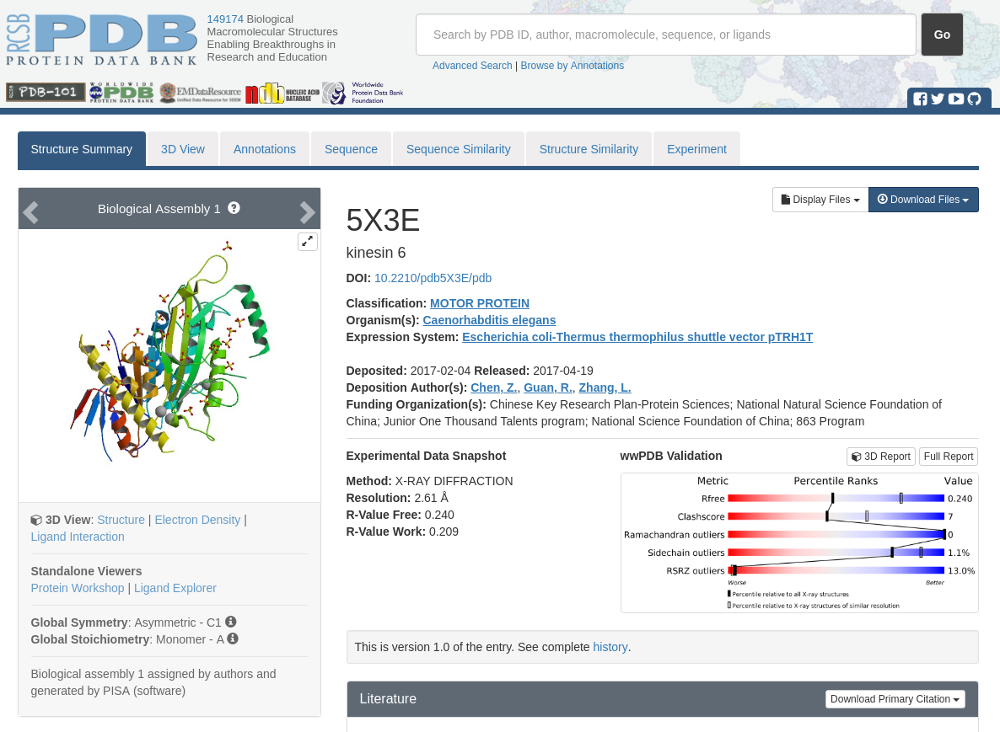 RCSB PDB
PROTEIN DATA BANK
149174 Biological
Macromolecular Structures
Enabling Breakthroughs in
Research and Education
Search by PDB ID, author, macromolecule, sequence, or ligands
Go
Advanced Search | Browse by Annotations
RCSB PDB-101
WORLDWIDE PDB PROTEIN DATA BANK
EMDataResource
Unified Data Resource for 3DEM
ndb NUCLEIC ACID DATABASE
Worldwide
Protein Data Bank
Foundation
Structure Summary
3D View
Annotations
Sequence
Sequence Similarity
Structure Similarity
Experiment
Biological Assembly 1
3D View: Structure | Electron Density |
Ligand Interaction
Standalone Viewers
Protein Workshop | Ligand Explorer
Global Symmetry: Asymmetric - C1
Global Stoichiometry: Monomer - A
Biological assembly 1 assigned by authors and
generated by PISA (software)
Display Files
Download Files
5X3E
kinesin 6
DOI: 10.2210/pdb5X3E/pdb
Classification: MOTOR PROTEIN
Organism(s): Caenorhabditis elegans
Expression System: Escherichia coli-Thermus thermophilus shuttle vector pTRH1T
Deposited: 2017-02-04 Released: 2017-04-19
Deposition Author(s): Chen, Z., Guan, R., Zhang, L.
Funding Organization(s): Chinese Key Research Plan-Protein Sciences; National Natural Science Foundation of
China; Junior One Thousand Talents program; National Science Foundation of China; 863 Program
Experimental Data Snapshot
Method: X-RAY DIFFRACTION
Resolution: 2.61 Å
R-Value Free: 0.240
R-Value Work: 0.209
wwPDB Validation
3D Report
Full Report
Metric Percentile Ranks Value
Rfree 0.240
Clashscore 7
Ramachandran outliers 0
Sidechain outliers 1.1%
RSRZ outliers 13.0%
Worse Better
Percentile relative to all X-ray structures
Percentile relative to X-ray structures of similar resolution
This is version 1.0 of the entry. See complete history.
Literature
Download Primary Citation